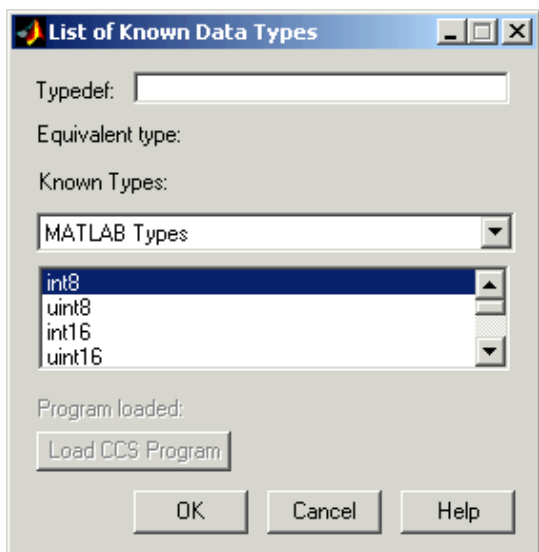 List of Known Data Types
Typedef:
Equivalent type:
Known Types:
MATLAB Types
int8
uint8
int16
uint16
Program loaded:
Load CCS Program
OK Cancel Help